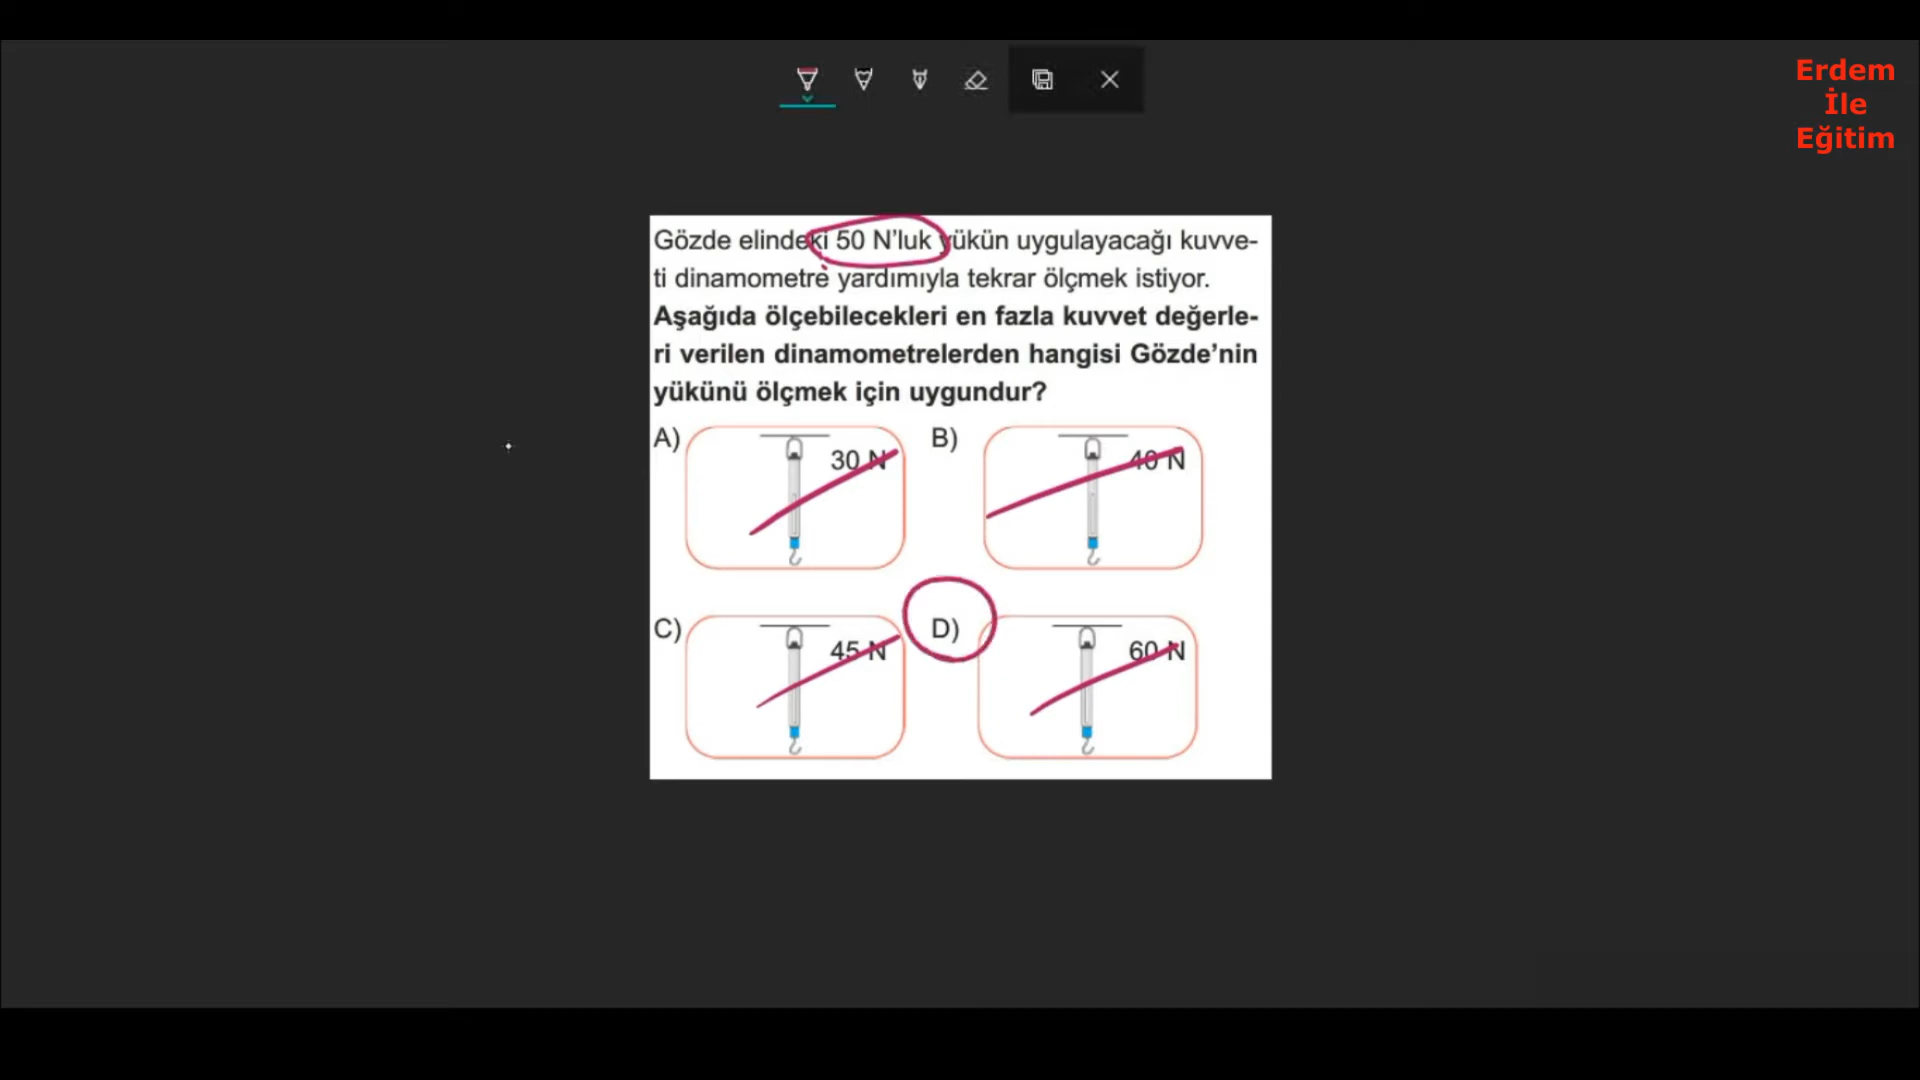 Erdem
İle
Eğitim
Gözde elindeki 50 N'luk yükün uygulayacağı kuvve-
ti dinamometre yardımıyla tekrar ölçmek istiyor.
Aşağıda ölçebilecekleri en fazla kuvvet değerle-
ri verilen dinamometrelerden hangisi Gözde'nin
yükünü ölçmek için uygundur?
A) 30 N
B) 40 N
C) 45 N
D) 60 N